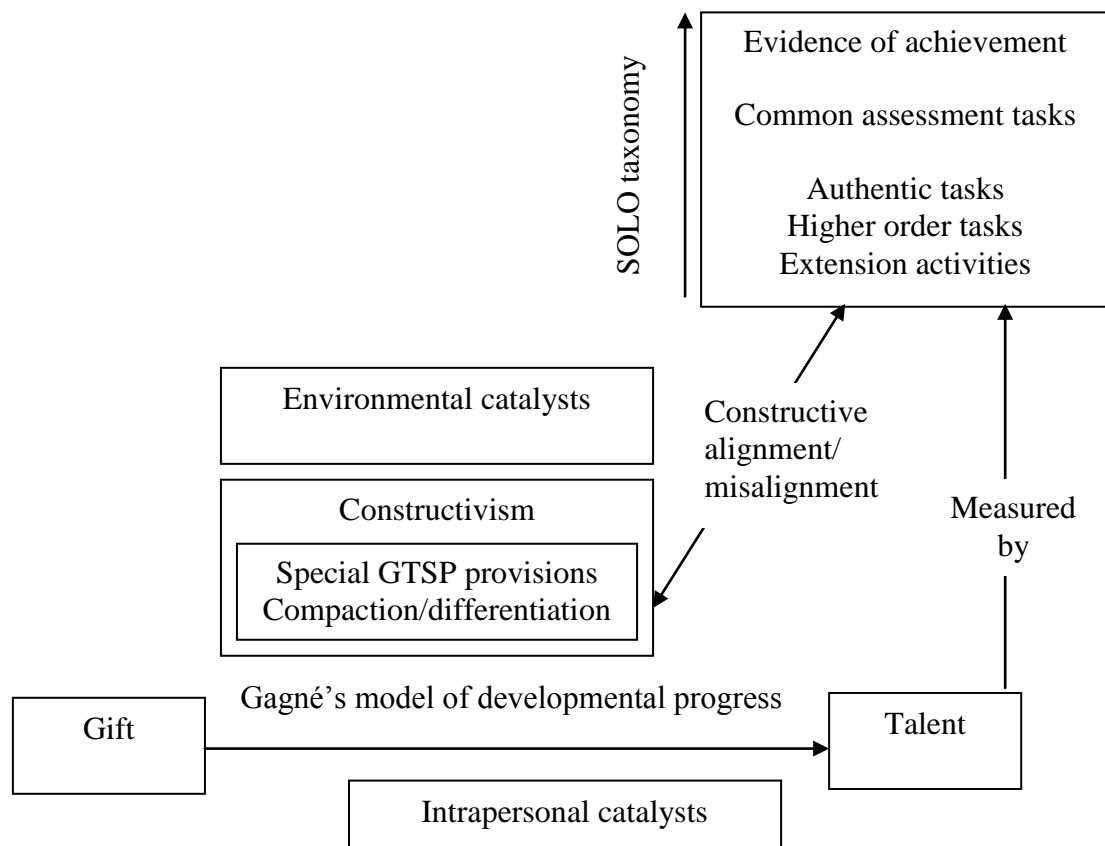 Evidence of achievement
Common assessment tasks
Authentic tasks
Higher order tasks
Extension activities
SOLO taxonomy
Environmental catalysts
Constructive
alignment/
misalignment
Constructivism
Special GTSP provisions
Compaction/differentiation
Measured
by
Gagné’s model of developmental progress
Gift
Talent
Intrapersonal catalysts